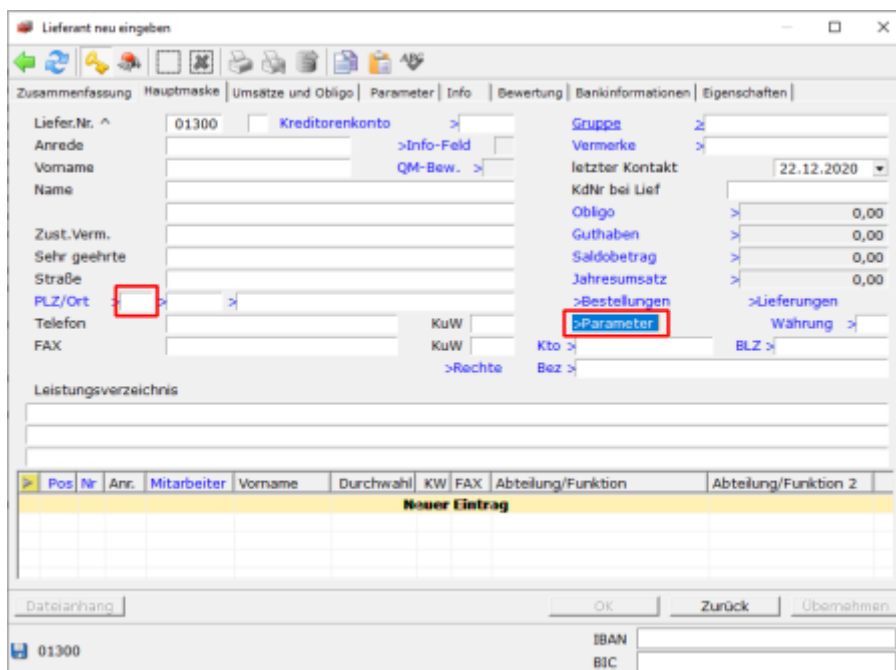 Lieferant neu eingeben
ABC
Zusammenfassung Hauptmaske Umsätze und Obligo Parameter Info Bewertung Bankinformationen Eigenschaften
Liefer.Nr. ^ 01300 Kreditorenkonto > Gruppe >
Anrede >Info-Feld Vermerke >
Vorname QM-Bew. > letzter Kontakt 22.12.2020
Name KdNr bei Lief
Obligo > 0,00
Zust.Verm. Guthaben > 0,00
Sehr geehrte Saldobetrag > 0,00
Straße Jahresumsatz > 0,00
PLZ/Ort > > > >Bestellungen >Lieferungen
Telefon KuW >Parameter Währung >
FAX KuW Kto > BLZ >
>Rechte Bez >
Leistungsverzeichnis
> Pos Nr Anr. Mitarbeiter Vorname Durchwahl KW FAX Abteilung/Funktion Abteilung/Funktion 2
Neuer Eintrag
Dateianhang OK Zurück Übernehmen
01300 IBAN
BIC